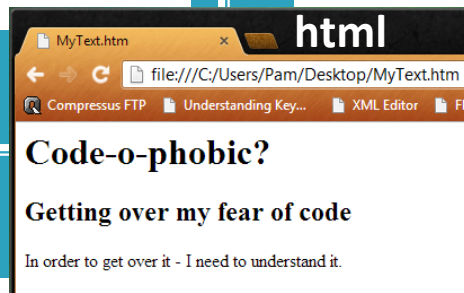 html
MyText.htm ×
file:///C:/Users/Pam/Desktop/MyText.htm
Compressus FTP Understanding Key... XML Editor
Code-o-phobic?
Getting over my fear of code
In order to get over it - I need to understand it.